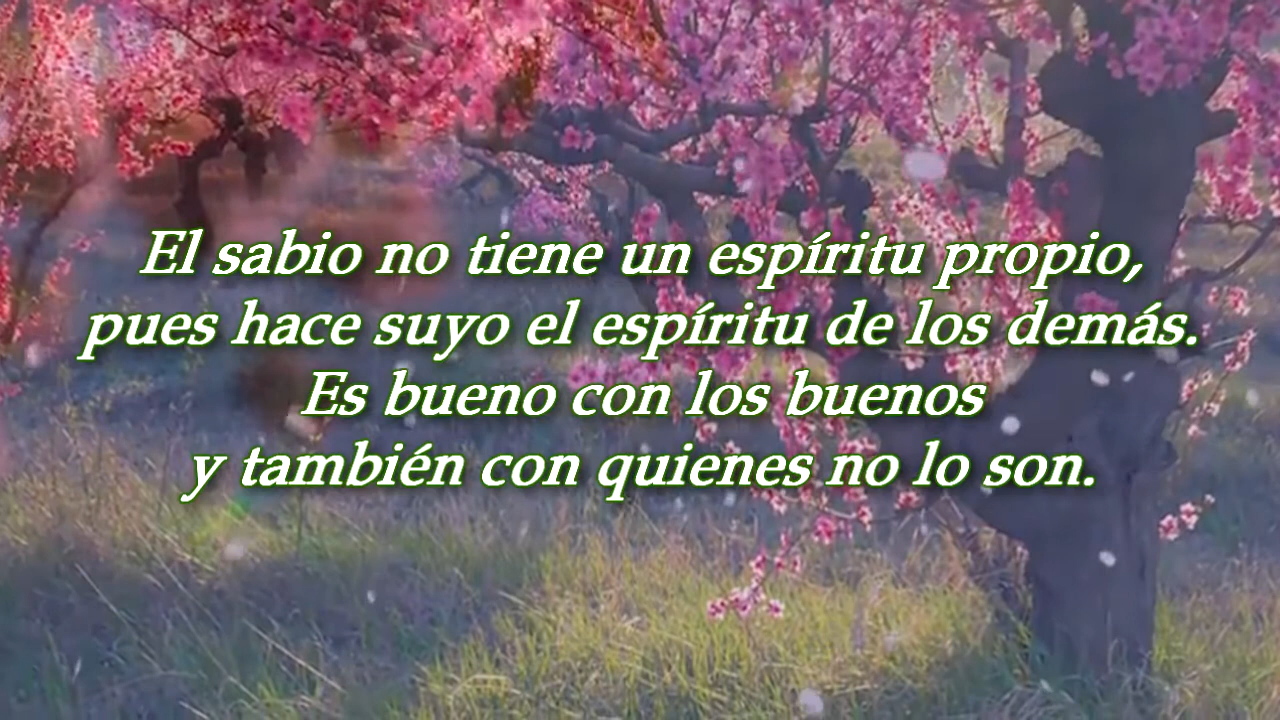 El sabio no tiene un espíritu propio,
pues hace suyo el espíritu de los demás.
Es bueno con los buenos
y también con quienes no lo son.